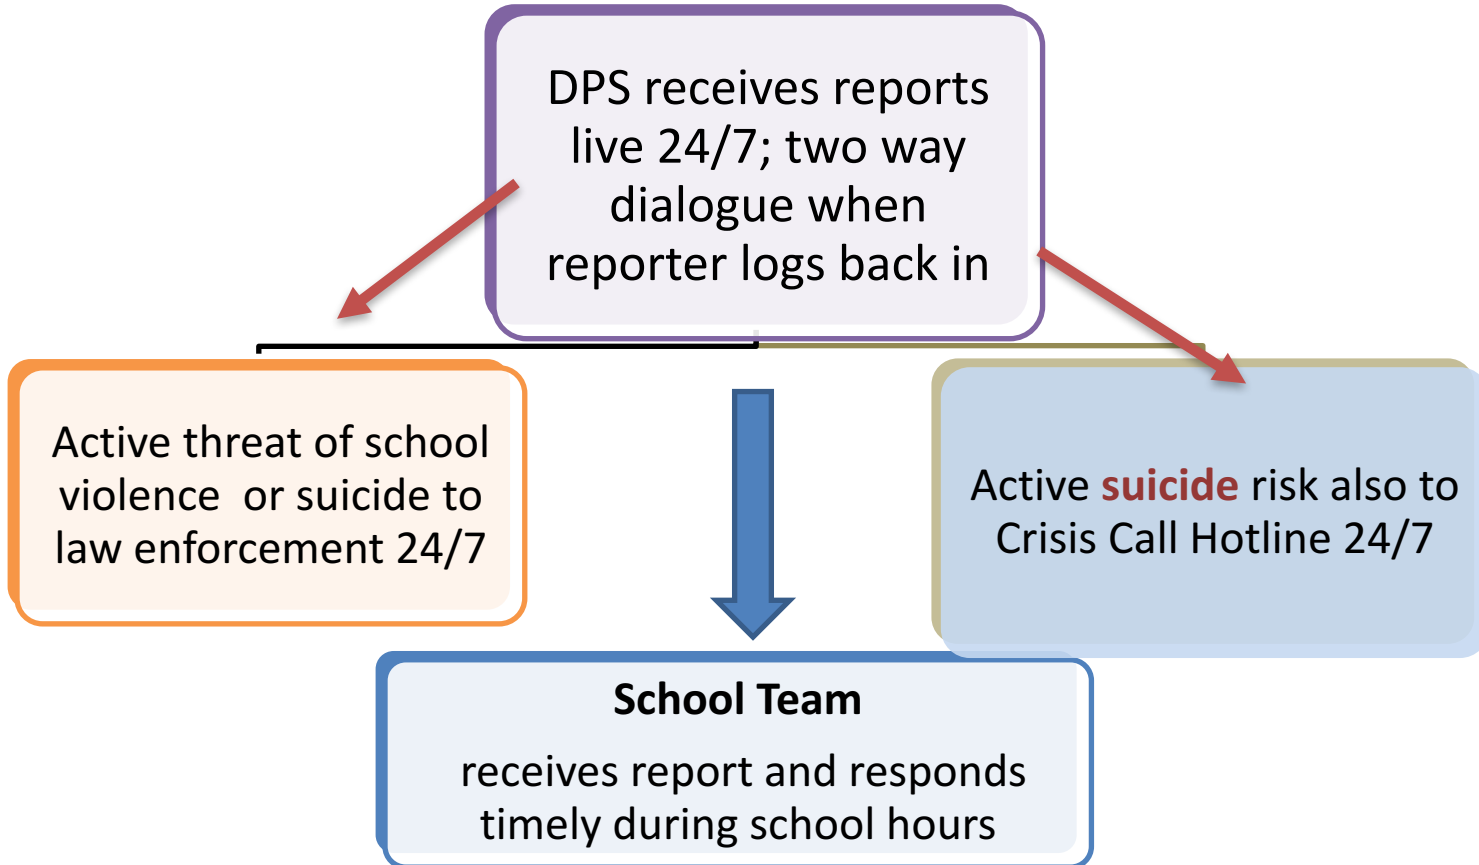 DPS receives reports
live 24/7; two way
dialogue when
reporter logs back in
Active threat of school
violence  or suicide to
law enforcement 24/7
Active suicide risk also to
Crisis Call Hotline 24/7
School Team
receives report and responds
timely during school hours